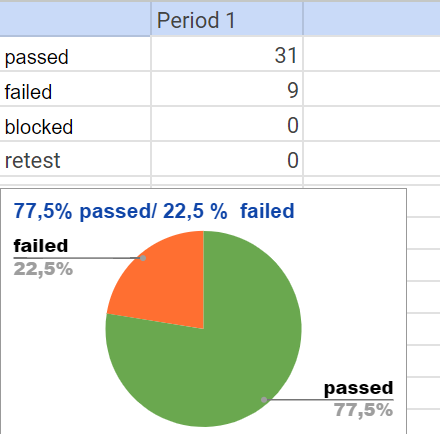 Period 1
passed 31
failed 9
blocked 0
retest 0
77,5% passed/ 22,5 % failed
failed
22,5%
passed
77,5%